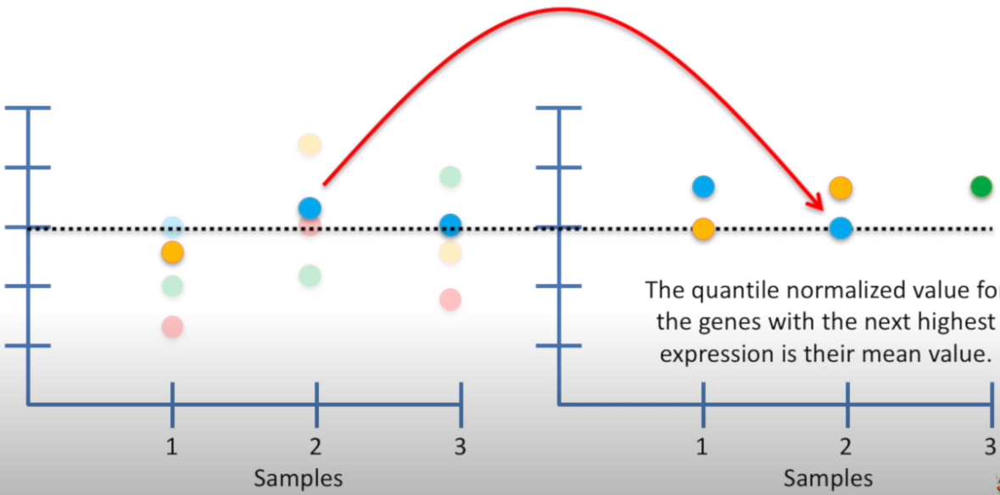 The quantile normalized value for
the genes with the next highest
expression is their mean value.
1
2
3
Samples
1
2
3
Samples